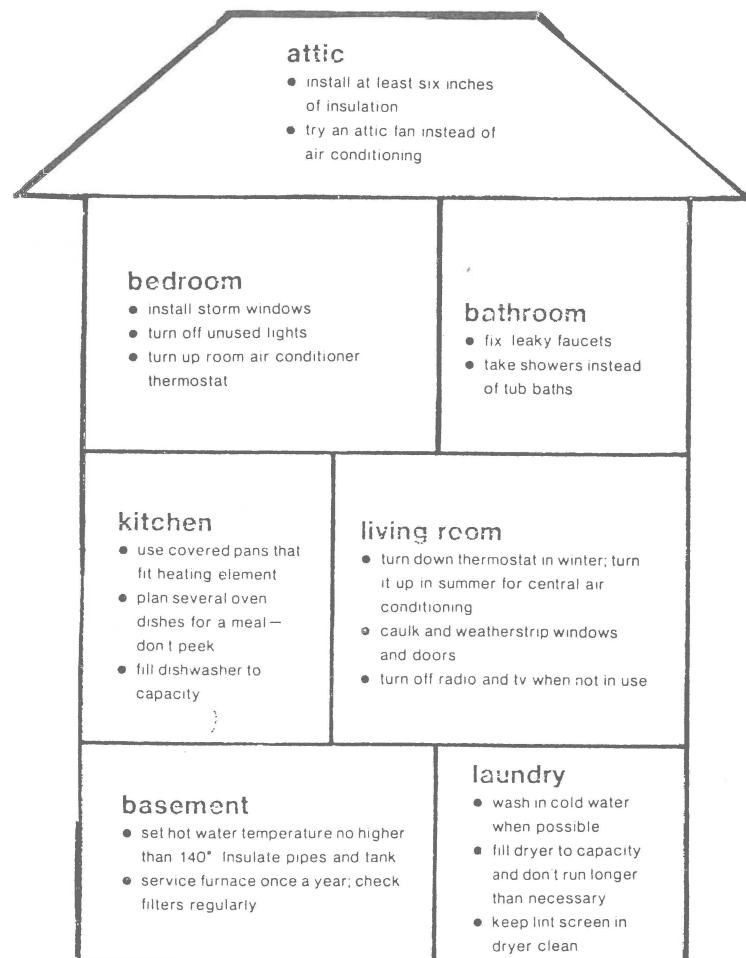 attic
• install at least six inches
of insulation
• try an attic fan instead of
air conditioning
bedroom
• install storm windows
• turn off unused lights
• turn up room air conditioner
thermostat
bathroom
• fix leaky faucets
• take showers instead
of tub baths
kitchen
• use covered pans that
fit heating element
• plan several oven
dishes for a meal—
don t peek
• fill dishwasher to
capacity
living room
• turn down thermostat in winter; turn
it up in summer for central air
conditioning
• caulk and weatherstrip windows
and doors
• turn off radio and tv when not in use
basement
• set hot water temperature no higher
than 140° Insulate pipes and tank
• service furnace once a year; check
filters regularly
laundry
• wash in cold water
when possible
• fill dryer to capacity
and don't run longer
than necessary
• keep lint screen in
dryer clean